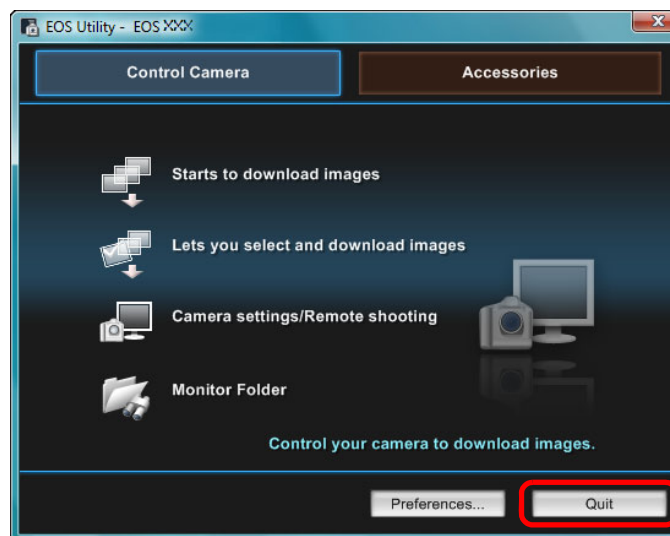 EOS Utility - EOS XXX
Control Camera
Accessories
Starts to download images
Lets you select and download images
Camera settings/Remote shooting
Monitor Folder
Control your camera to download images.
Preferences...
Quit